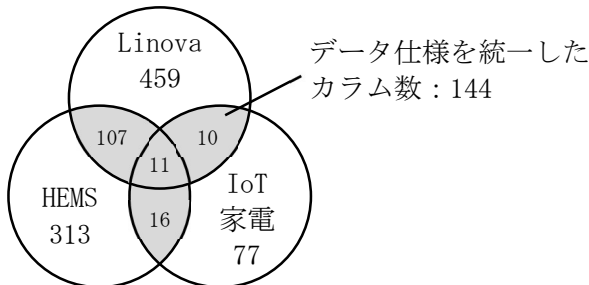 Linova
459
データ仕様を統一した
カラム数：144
107
10
11
HEMS
313
16
IoT
家電
77